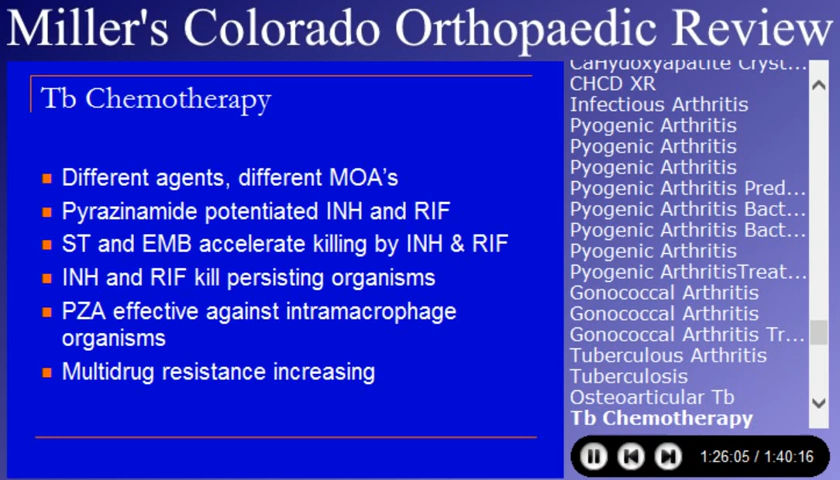 Miller's Colorado Orthopaedic Review
Tb Chemotherapy
Different agents, different MOA's
Pyrazinamide potentiated INH and RIF
ST and EMB accelerate killing by INH & RIF
INH and RIF kill persisting organisms
PZA effective against intramacrophage
organisms
Multidrug resistance increasing
CaHydoxyapatite Cryst...
CHCD XR
Infectious Arthritis
Pyogenic Arthritis
Pyogenic Arthritis
Pyogenic Arthritis
Pyogenic Arthritis Pred...
Pyogenic Arthritis Bact...
Pyogenic Arthritis Bact...
Pyogenic Arthritis
Pyogenic ArthritisTreat...
Gonococcal Arthritis
Gonococcal Arthritis
Gonococcal Arthritis Tr...
Tuberculous Arthritis
Tuberculosis
Osteoarticular Tb
Tb Chemotherapy
1:26:05 / 1:40:16